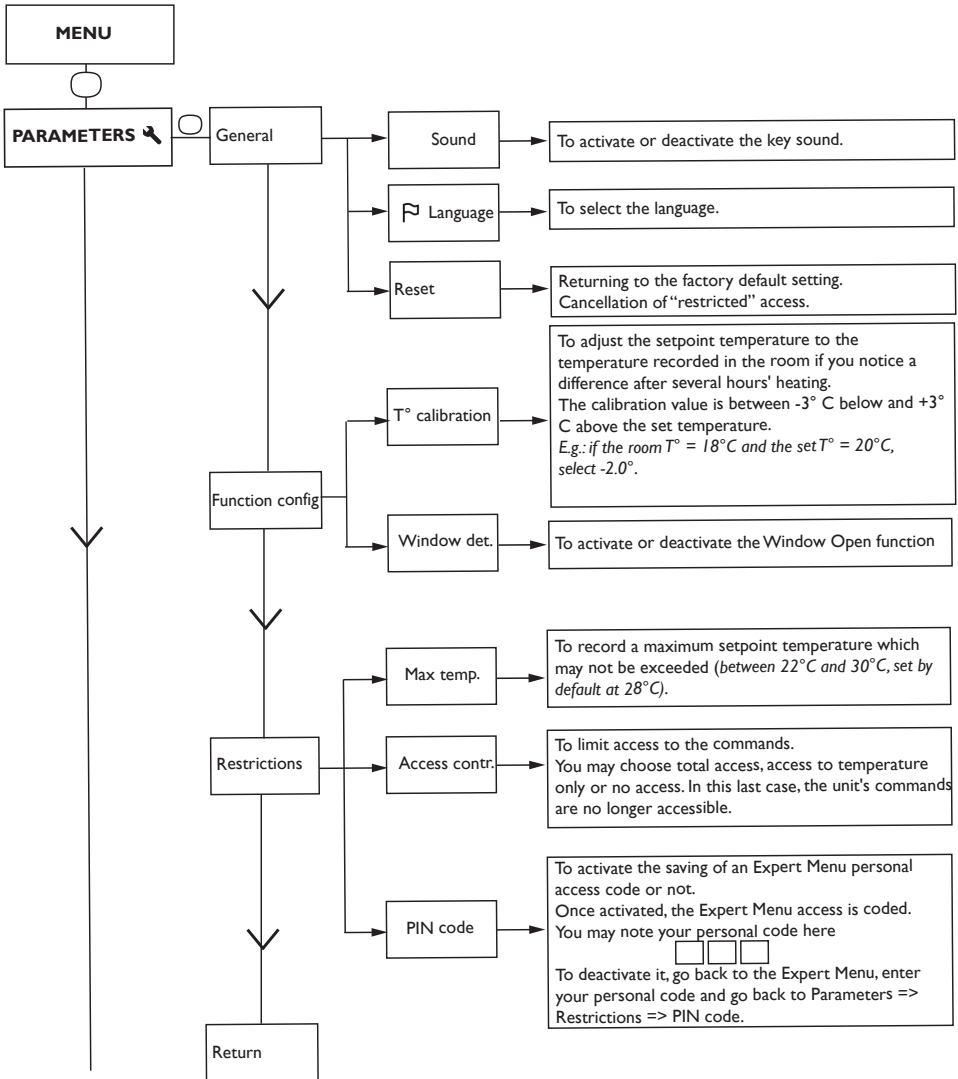 MENU
PARAMETERS
General
Sound
To activate or deactivate the key sound.
Language
To select the language.
Reset
Returning to the factory default setting.
Cancellation of “restricted” access.
To adjust the setpoint temperature to the
temperature recorded in the room if you notice a
difference after several hours' heating.
The calibration value is between -3° C below and +3°
C above the set temperature.
E.g.: if the room T° = 18°C and the set T° = 20°C,
select -2.0°.
T° calibration
Function config
Window det.
To activate or deactivate the Window Open function
Max temp.
To record a maximum setpoint temperature which
may not be exceeded (between 22°C and 30°C, set by
default at 28°C).
Restrictions
Access contr.
To limit access to the commands.
You may choose total access, access to temperature
only or no access. In this last case, the unit's commands
are no longer accessible.
PIN code
To activate the saving of an Expert Menu personal
access code or not.
Once activated, the Expert Menu access is coded.
You may note your personal code here
To deactivate it, go back to the Expert Menu, enter
your personal code and go back to Parameters =>
Restrictions => PIN code.
Return